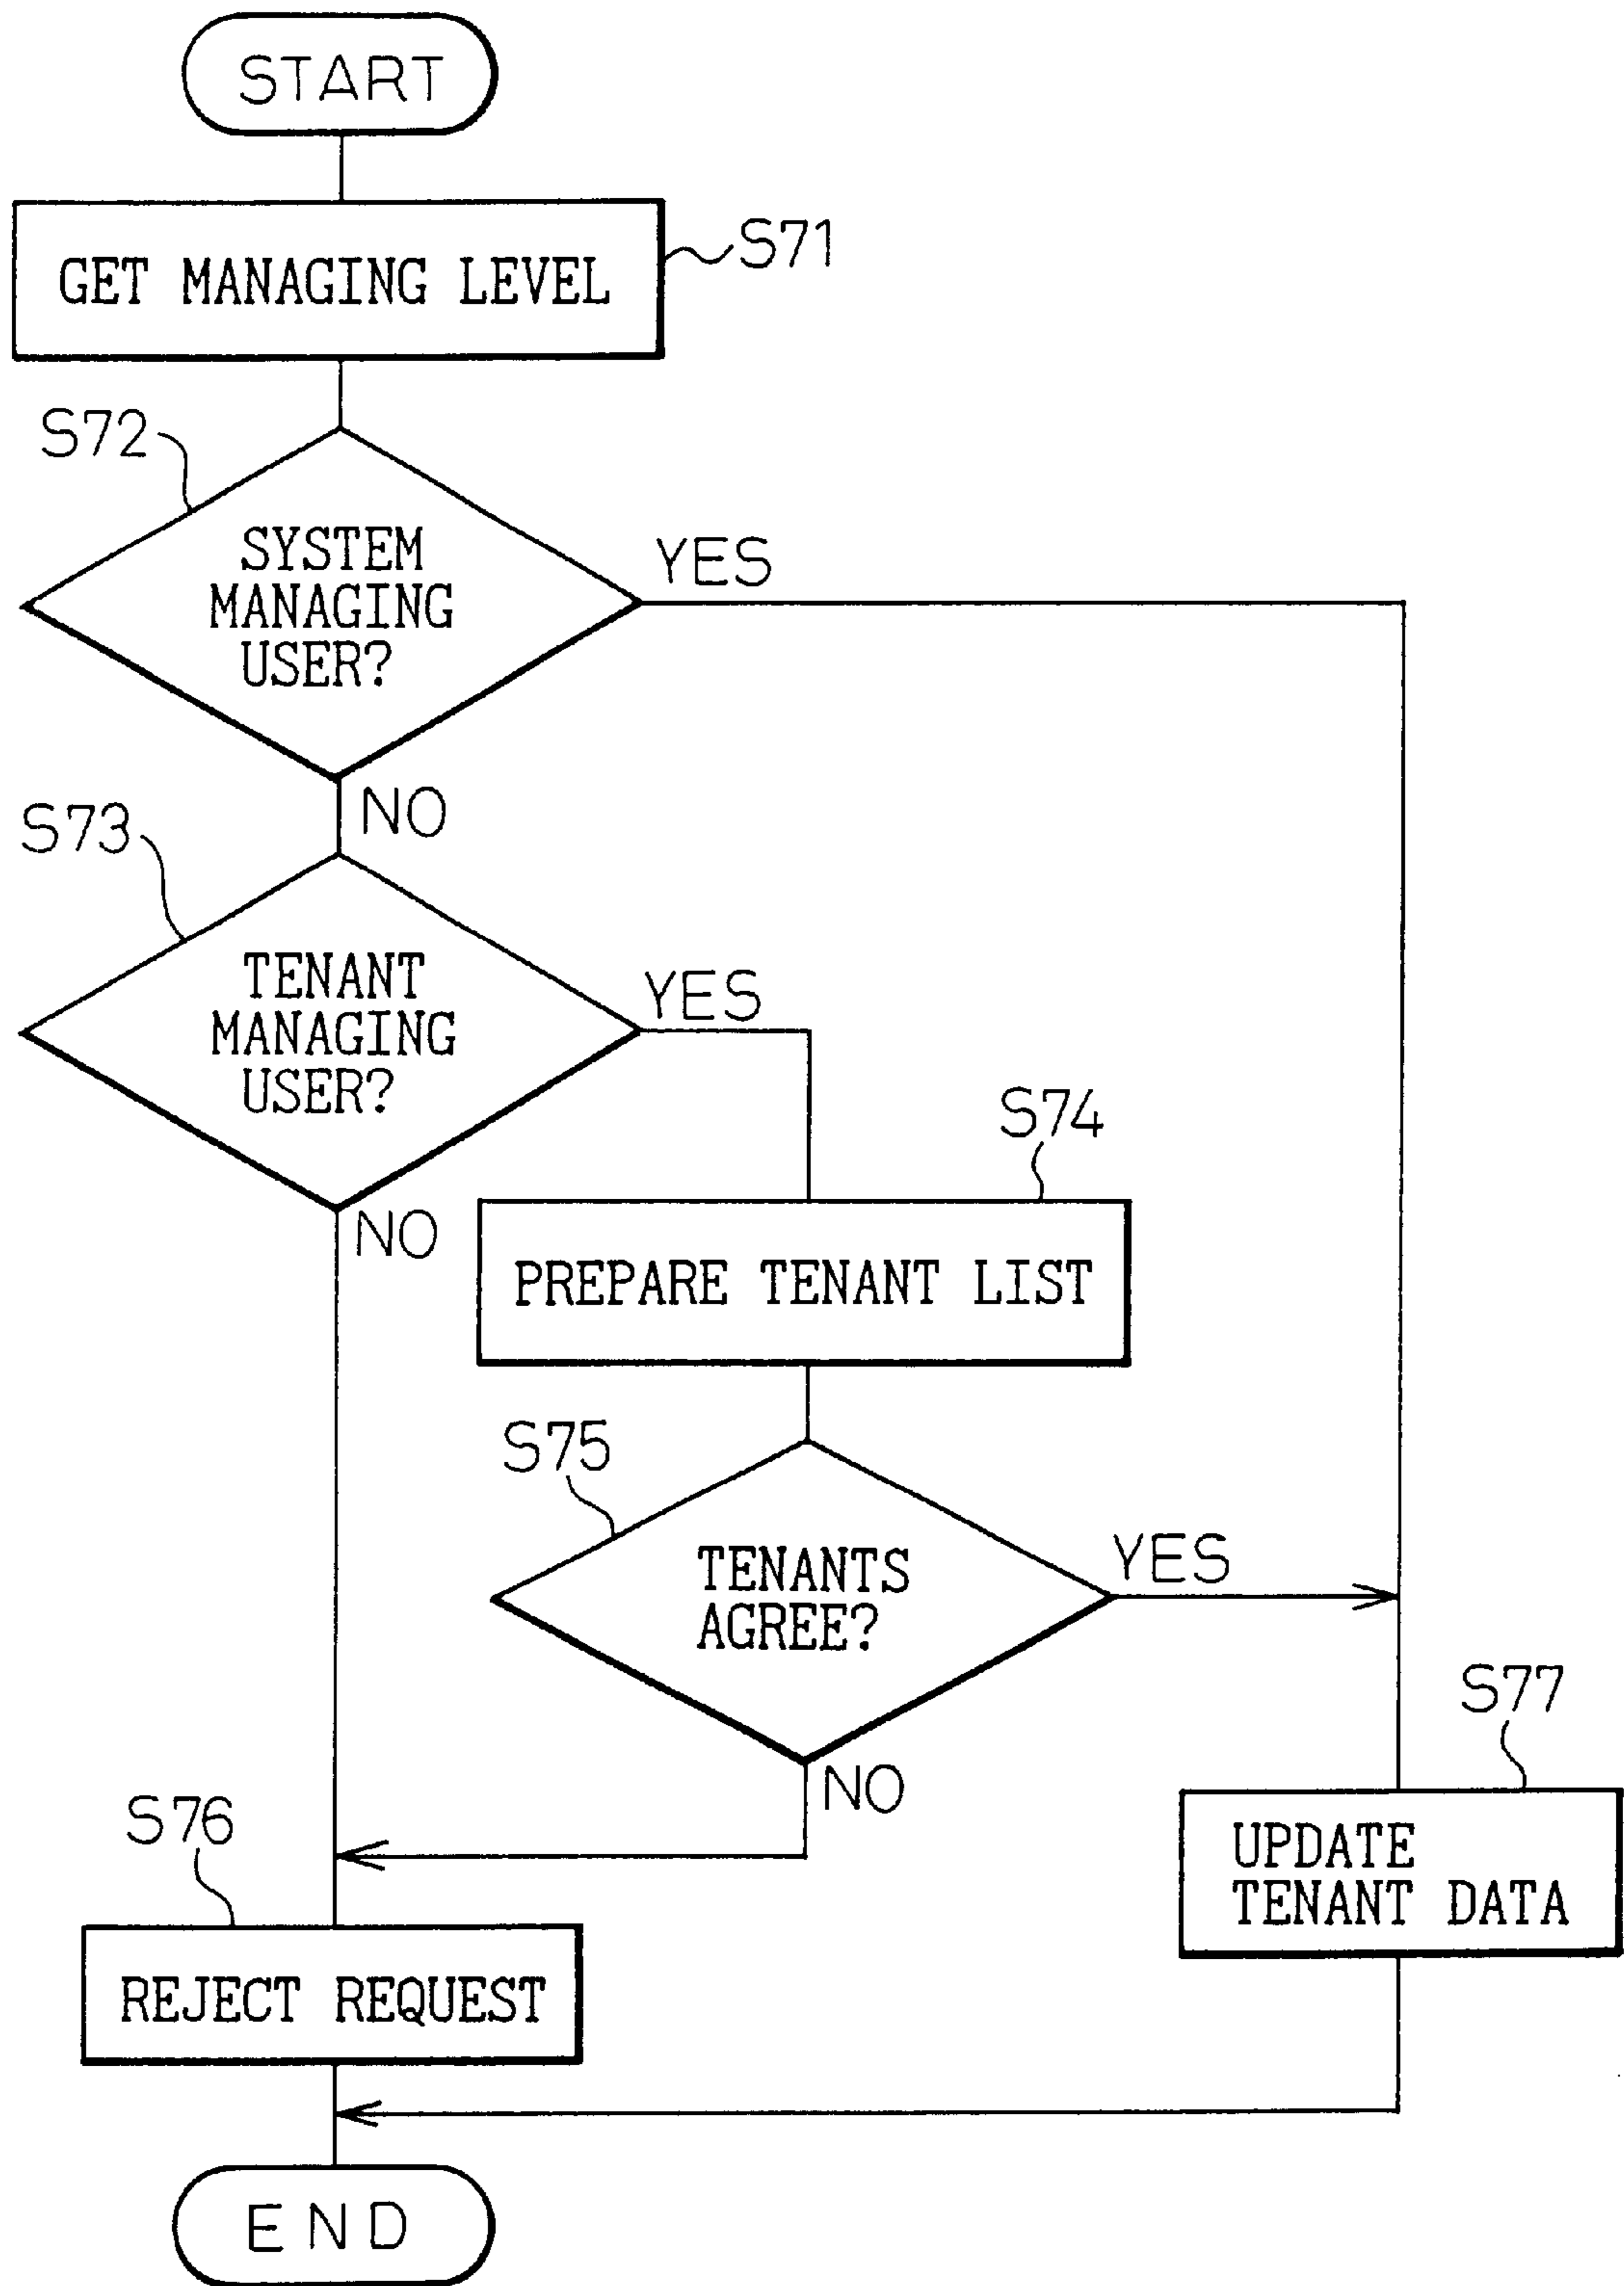 START
GET MANAGING LEVEL
S71
S72
SYSTEM
MANAGING
USER?
YES
NO
S73
TENANT
MANAGING
USER?
YES
NO
S74
PREPARE TENANT LIST
S75
TENANTS
AGREE?
YES
NO
S77
UPDATE
TENANT DATA
S76
REJECT REQUEST
END